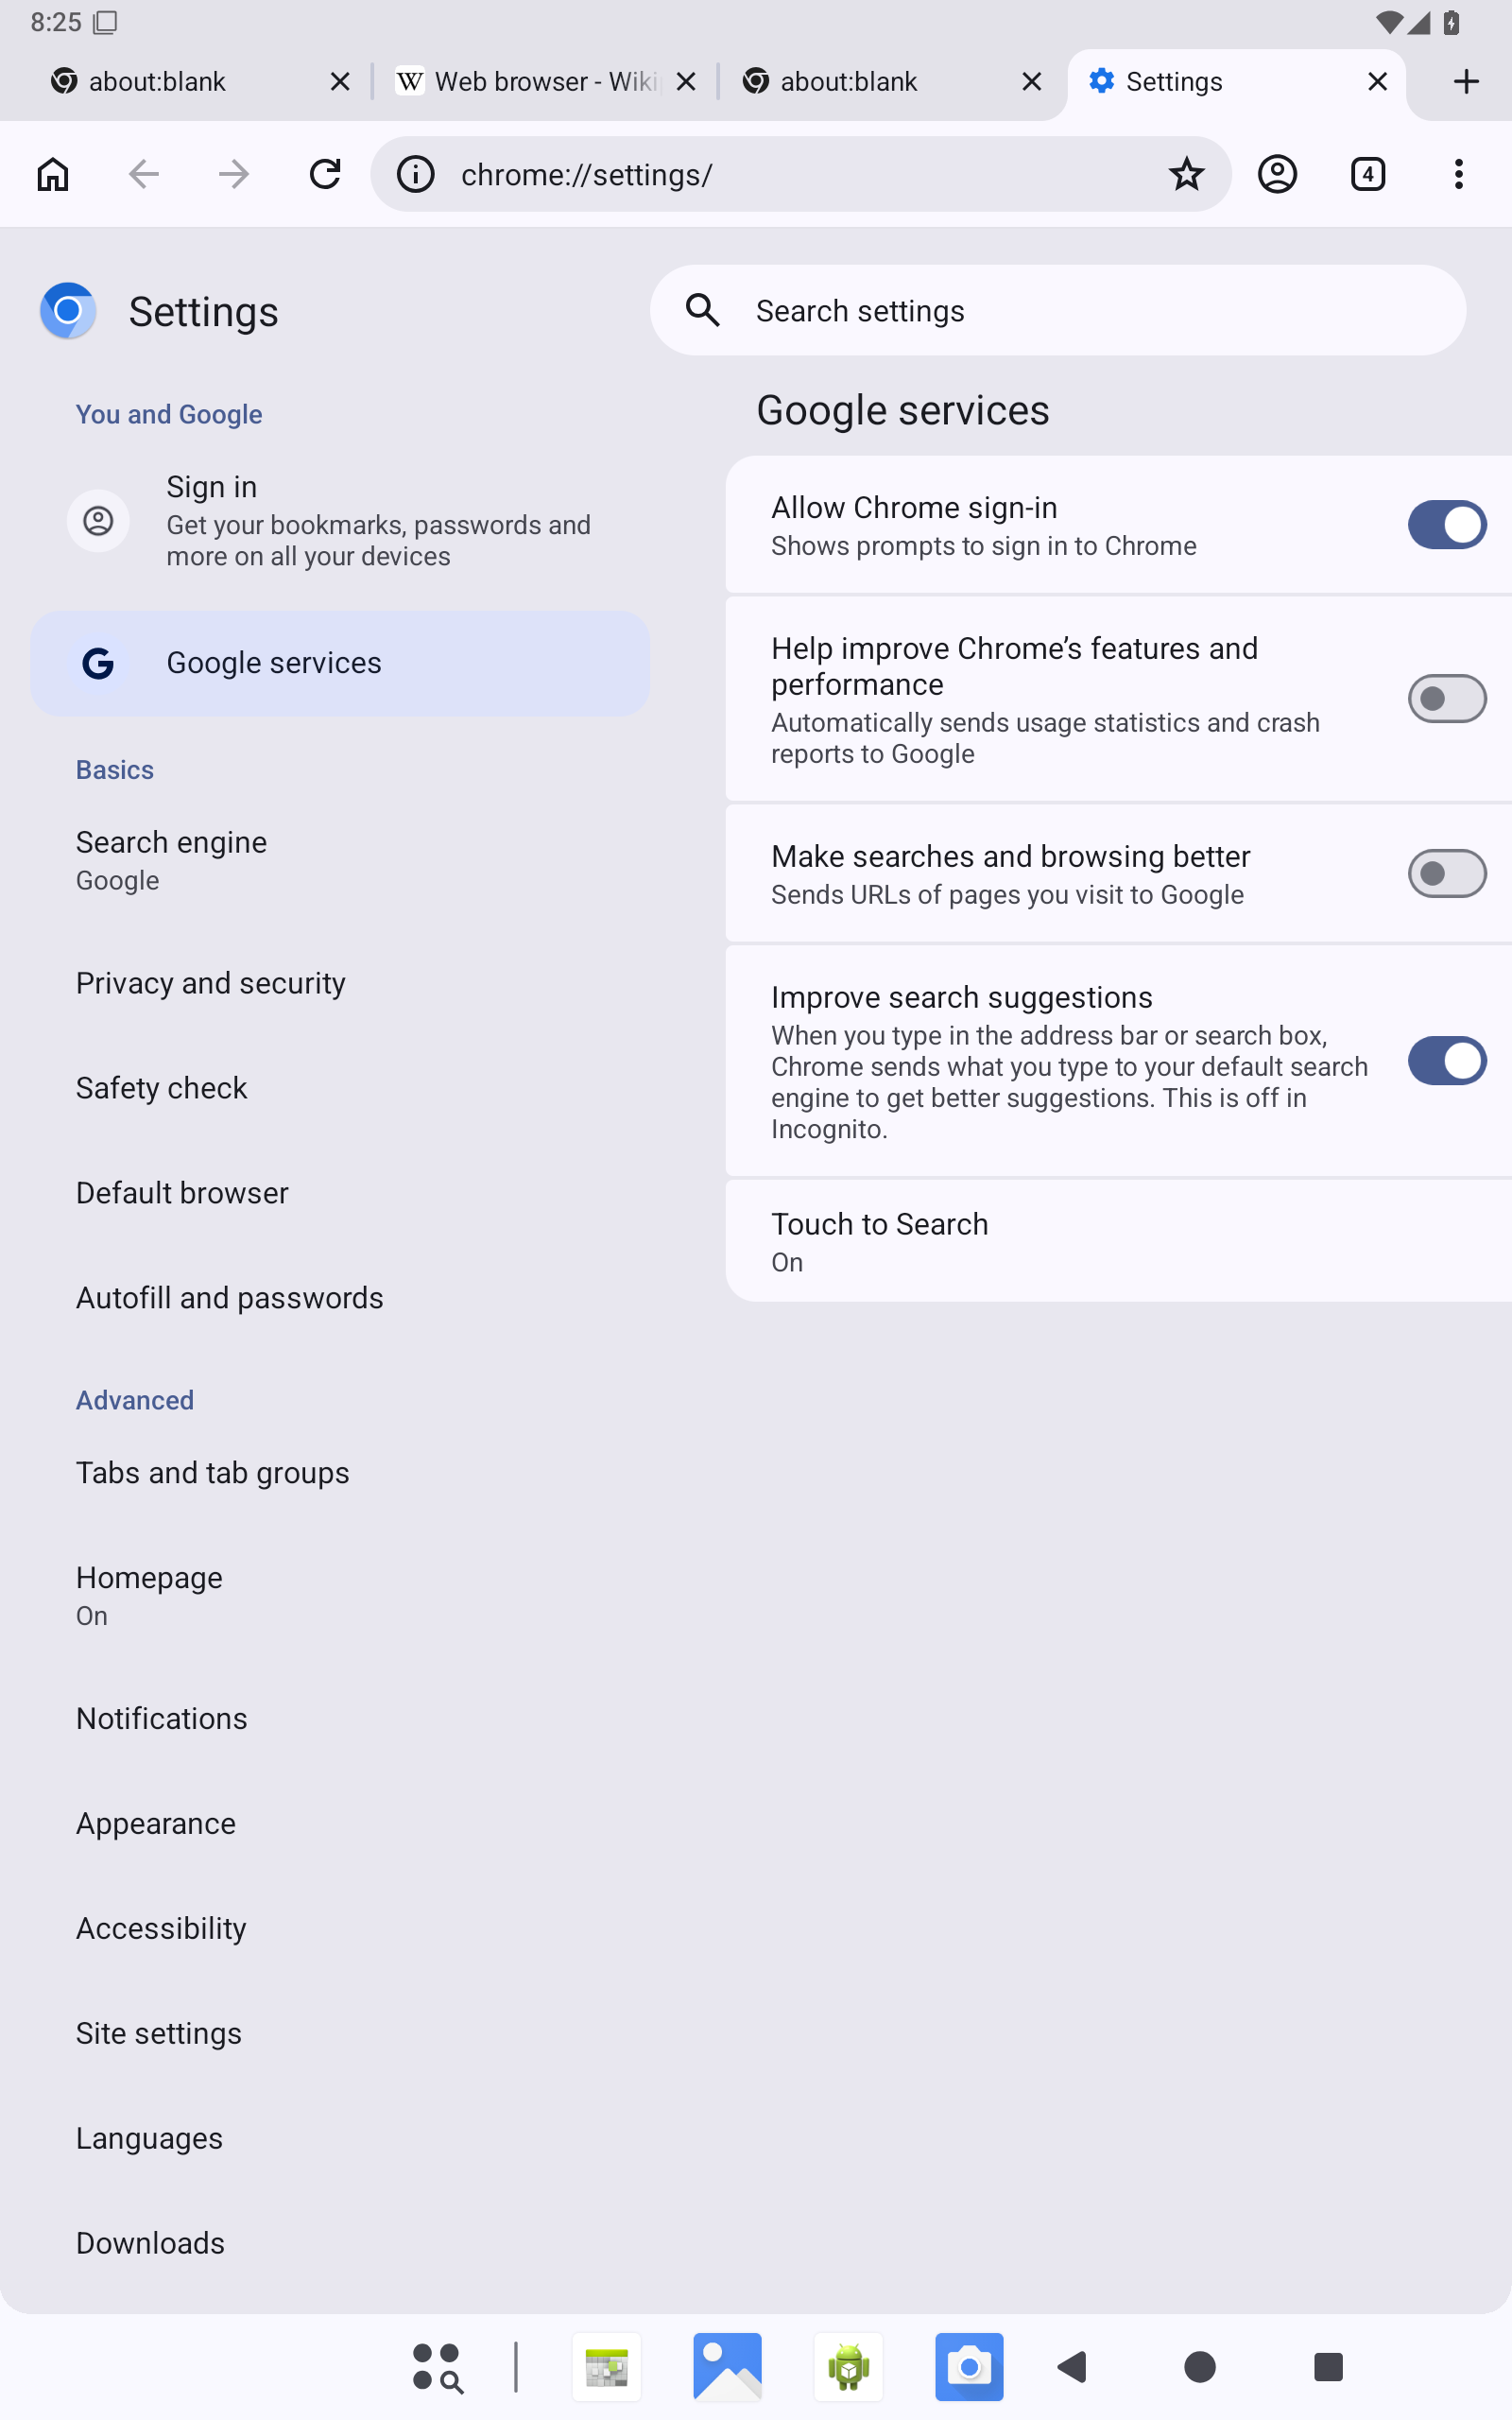 8:25
about:blank
Web browser - Wiki
about:blank
Settings
chrome://settings/
4
Settings
Search settings
You and Google
Sign in
Get your bookmarks, passwords and
more on all your devices
Google services
Basics
Search engine
Google
Privacy and security
Safety check
Default browser
Autofill and passwords
Advanced
Tabs and tab groups
Homepage
On
Notifications
Appearance
Accessibility
Site settings
Languages
Downloads
Google services
Allow Chrome sign-in
Shows prompts to sign in to Chrome
Help improve Chrome’s features and
performance
Automatically sends usage statistics and crash
reports to Google
Make searches and browsing better
Sends URLs of pages you visit to Google
Improve search suggestions
When you type in the address bar or search box,
Chrome sends what you type to your default search
engine to get better suggestions. This is off in
Incognito.
Touch to Search
On